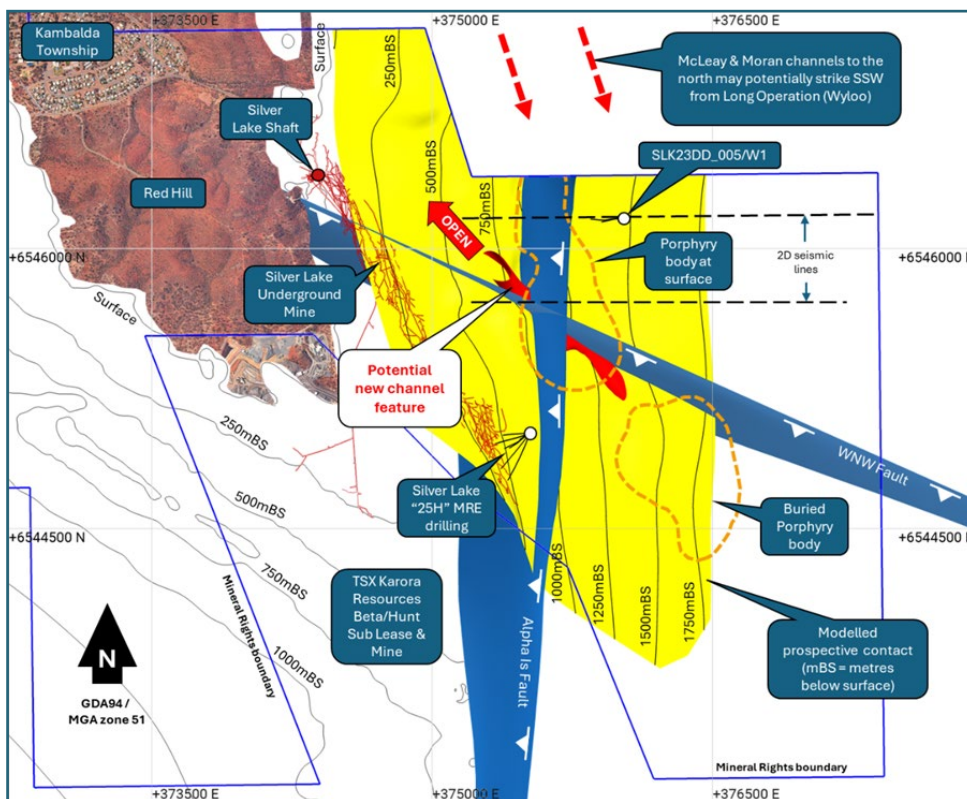 +373500 E
+375000 E
+376500 E
Kambalda
Township
Surface
250mBS
McLeay & Moran channels to the
north may potentially strike SSW
from Long Operation (Wyloo)
Silver
Lake Shaft
SLK23DD_005/W1
500mBS
750mBS
Red Hill
OPEN
Porphyry
body at
surface
2D seismic
lines
+6546000 N
+6546000 N
Silver Lake
Underground
Mine
Surface
Potential
new channel
feature
250mBS
WNW Fault
Silver Lake
"25H" MRE
drilling
500mBS
Buried
Porphyry
body
+6544500 N
+6544500 N
750mBS
1000mBS
1250mBS
1500mBS
1750mBS
Mineral Rights boundary
TSX Karora
Resources
Beta/Hunt
Sub Lease &
Mine
Alpha Is Fault
Modelled
prospective contact
(mBS = metres
below surface)
N
1000mBS
GDA94 /
MGA zone 51
Mineral Rights boundary
+373500 E
+375000 E
+376500 E